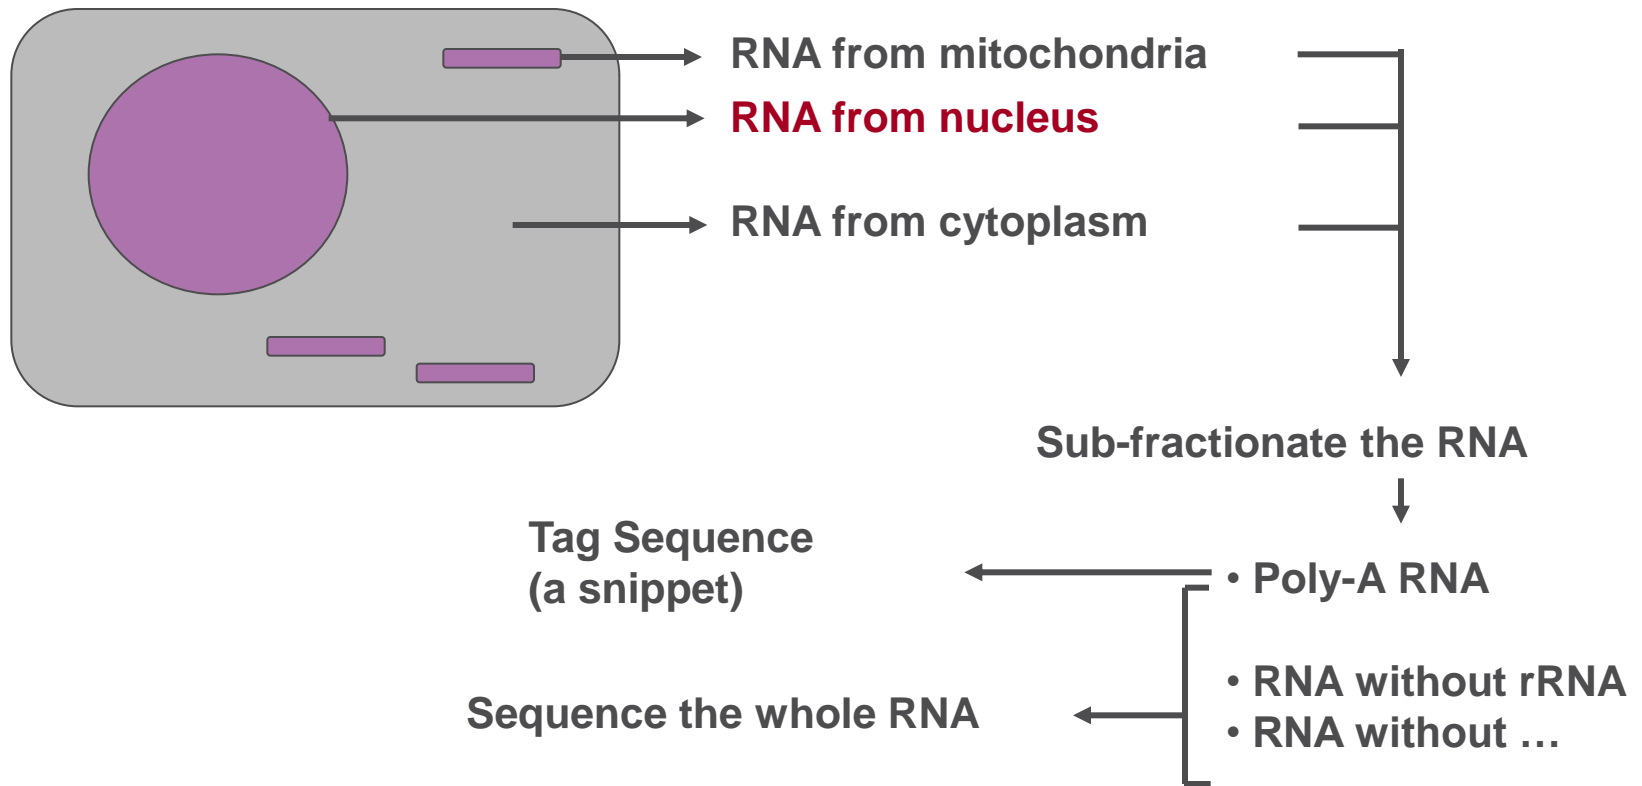 RNA from mitochondria
RNA from nucleus
RNA from cytoplasm
Sub-fractionate the RNA
Tag Sequence
(a snippet)
• Poly-A RNA
• RNA without rRNA
Sequence the whole RNA
• RNA without …